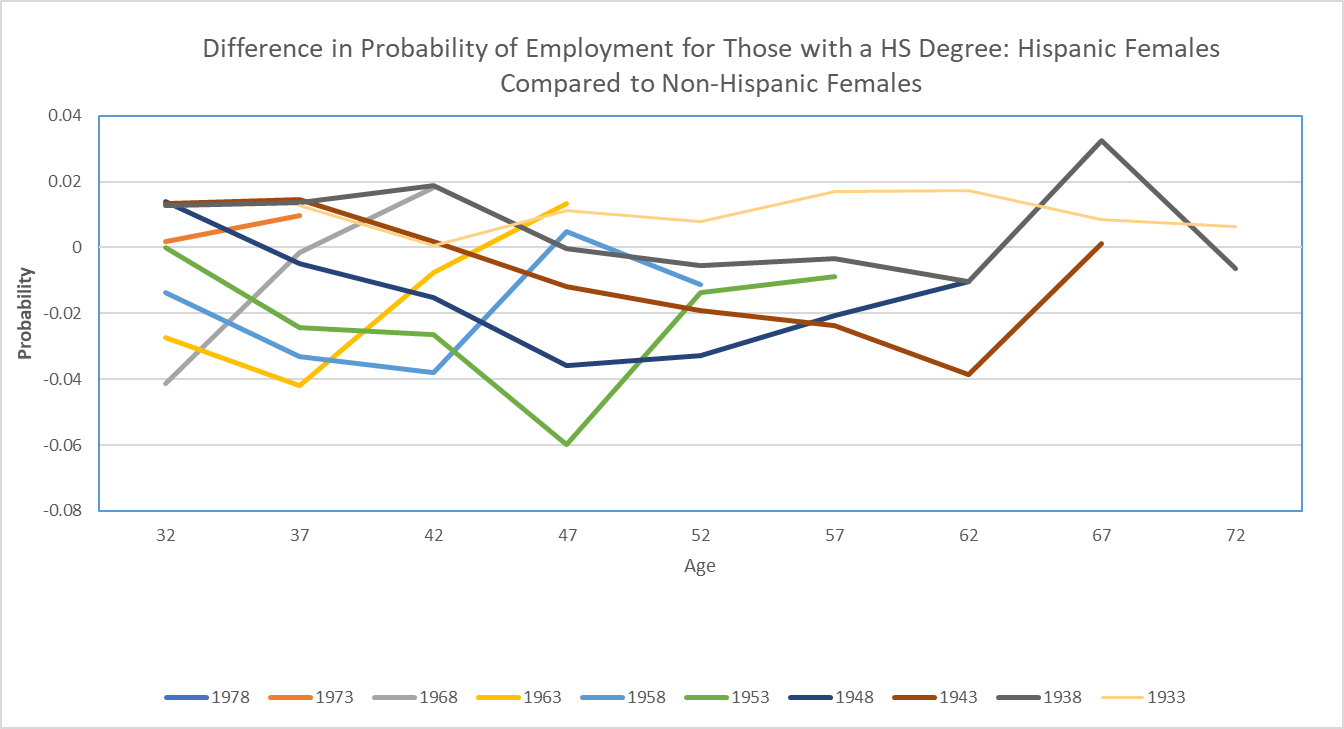 Difference in Probability of Employment for Those with a HS Degree: Hispanic Females
Compared to Non-Hispanic Females
0.04
0.02
0
-0.02
-0.04
-0.06
-0.08
Probability
32 37 42 47 52 57 62 67 72
Age
1978 1973 1968 1963 1958 1953 1948 1943 1938 1933